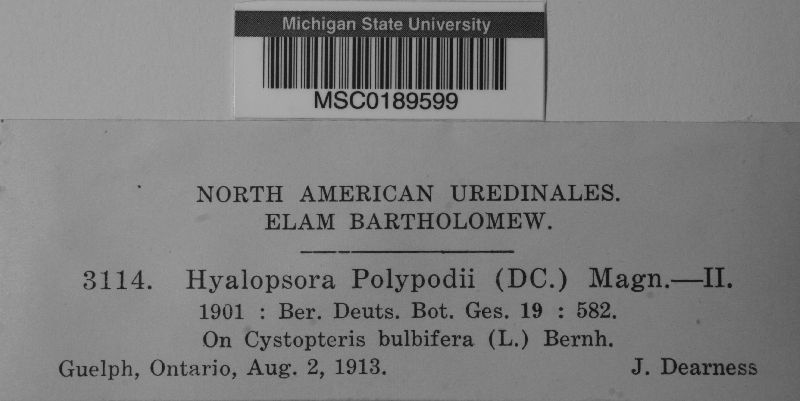 Michigan State University
MSC0189599
NORTH AMERICAN UREDINALES.
ELAM BARTHOLOMEW.
3114. Hyalopsora Polypodii (DC.) Magn.—II.
1901 : Ber. Deuts. Bot. Ges. 19 : 582.
On Cystopteris bulbifera (L.) Bernh.
Guelph, Ontario, Aug. 2, 1913. J. Dearness